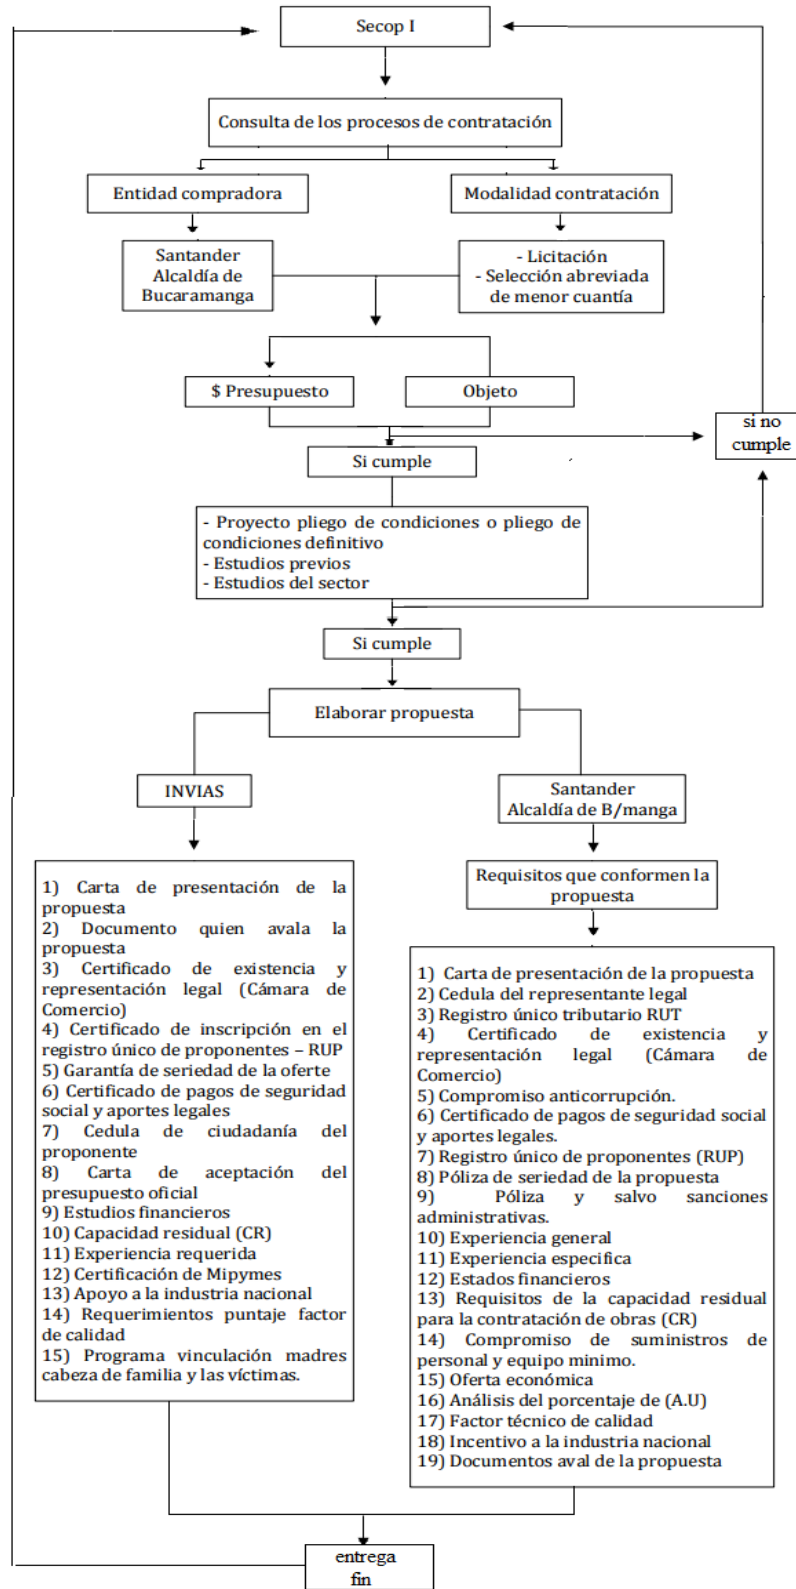 Secop I
Consulta de los procesos de contratación
Entidad compradora
Modalidad contratación
Santander
Alcaldía de
Bucaramanga
- Licitación
- Selección abreviada
de menor cuantía
$ Presupuesto
Objeto
si no
cumple
Si cumple
- Proyecto pliego de condiciones o pliego de
condiciones definitivo
- Estudios previos
- Estudios del sector
Si cumple
Elaborar propuesta
INVIAS
Santander
Alcaldía de B/manga
Requisitos que conformen la
propuesta
1) Carta de presentación de la
propuesta
2) Documento quien avala la
propuesta
3) Certificado de existencia y
representación legal (Cámara de
Comercio)
4) Certificado de inscripción en el
registro único de proponentes – RUP
5) Garantía de seriedad de la oferte
6) Certificado de pagos de seguridad
social y aportes legales
7) Cedula de ciudadanía del
proponente
8) Carta de aceptación del
presupuesto oficial
9) Estudios financieros
10) Capacidad residual (CR)
11) Experiencia requerida
12) Certificación de Mipymes
13) Apoyo a la industria nacional
14) Requerimientos puntaje factor
de calidad
15) Programa vinculación madres
cabeza de familia y las víctimas.
1) Carta de presentación de la propuesta
2) Cedula del representante legal
3) Registro único tributario RUT
4) Certificado de existencia y
representación legal (Cámara de
Comercio)
5) Compromiso anticorrupción.
6) Certificado de pagos de seguridad social
y aportes legales.
7) Registro único de proponentes (RUP)
8) Póliza de seriedad de la propuesta
9) Póliza y salvo sanciones
administrativas.
10) Experiencia general
11) Experiencia especifica
12) Estados financieros
13) Requisitos de la capacidad residual
para la contratación de obras (CR)
14) Compromiso de suministros de
personal y equipo minimo.
15) Oferta económica
16) Análisis del porcentaje de (A.U)
17) Factor técnico de calidad
18) Incentivo a la industria nacional
19) Documentos aval de la propuesta
entrega
fin